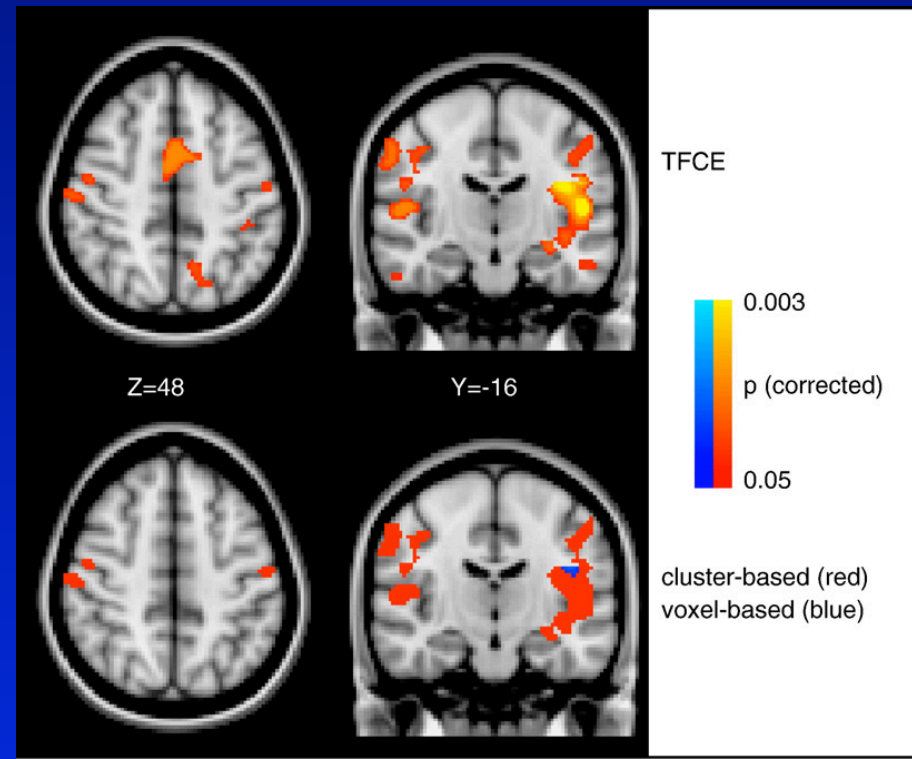 TFCE
0.003
p (corrected)
0.05
Z=48
Y=-16
cluster-based (red)
voxel-based (blue)